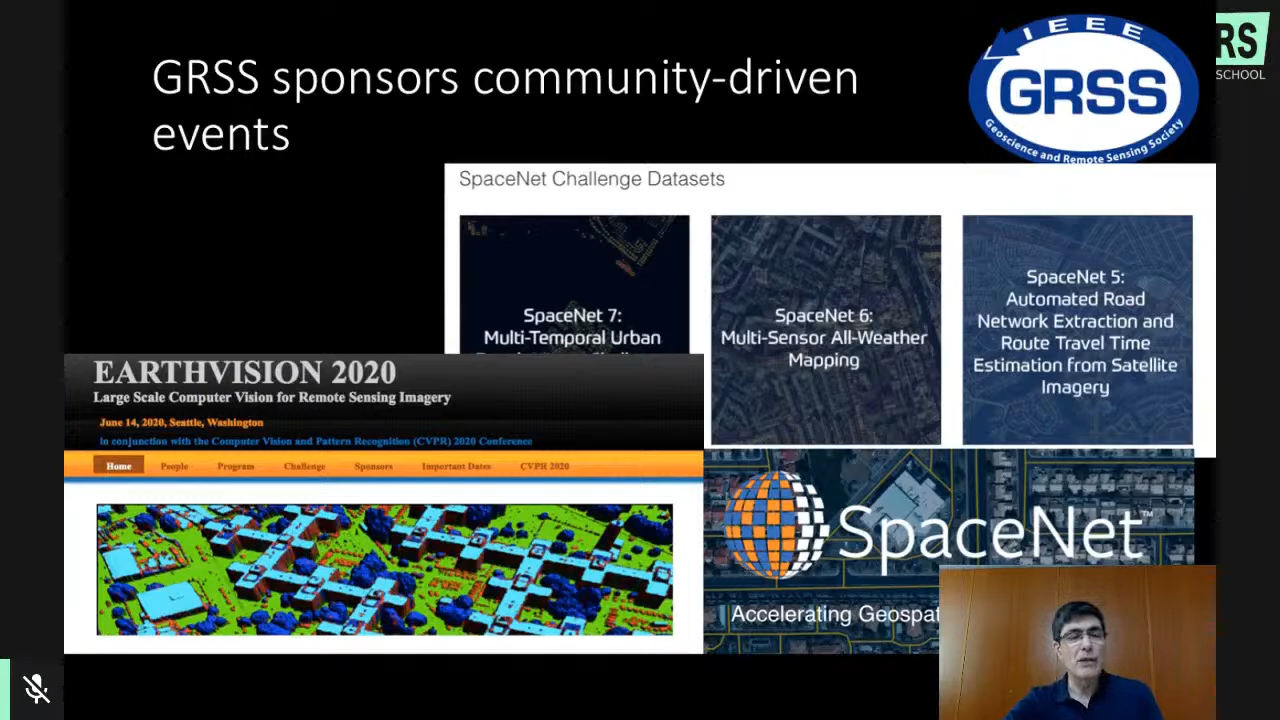 GRSS sponsors community-driven
events
IEEE
GRSS
Geoscience and Remote Sensing Society
RS
SCHOOL
SpaceNet Challenge Datasets
SpaceNet 7:
Multi-Temporal Urban
SpaceNet 6:
Multi-Sensor All-Weather
Mapping
SpaceNet 5:
Automated Road
Network Extraction and
Route Travel Time
Estimation from Satellite
Imagery
EARTHVISION 2020
Large Scale Computer Vision for Remote Sensing Imagery
June 14, 2020, Seattle, Washington
in conjunction with the Computer Vision and Pattern Recognition (CVPR) 2020 Conference
Home People Program Challenge Sponsors Important Dates CVPR 2020
SpaceNet™
Accelerating Geospat